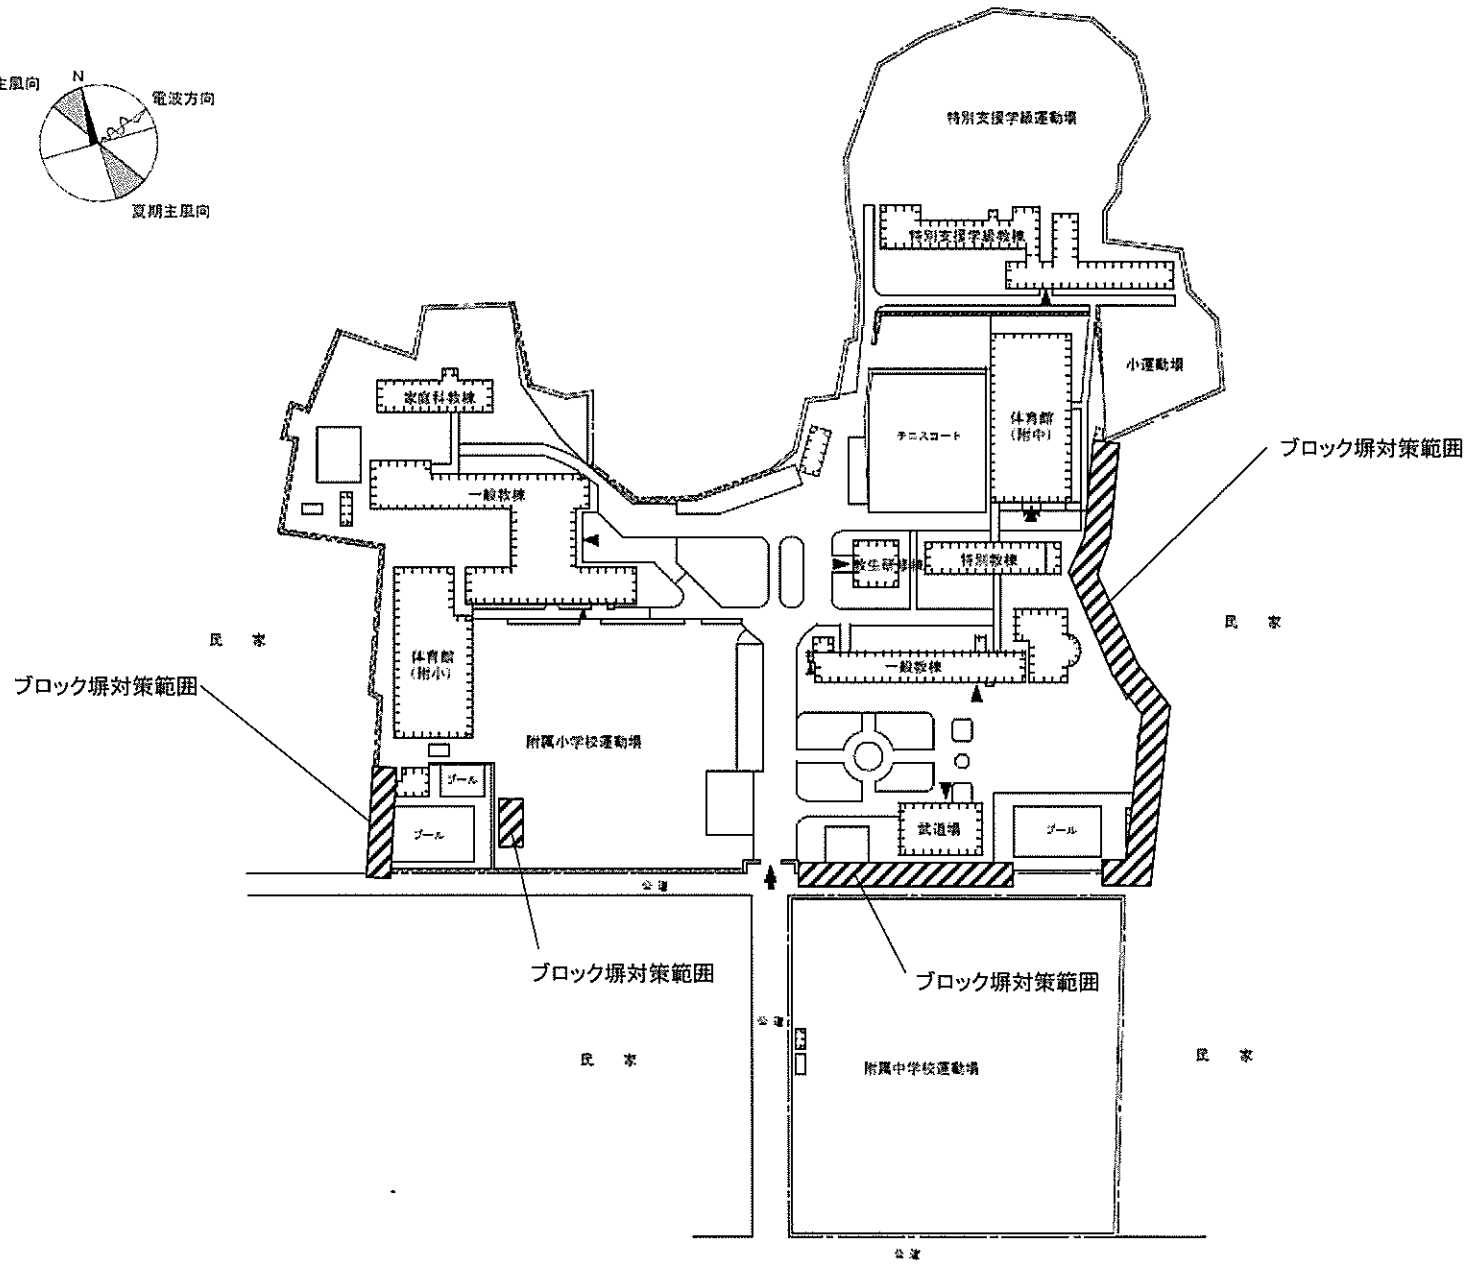 主風向
N
電波方向
夏期主風向
特別支援学級運動場
特別支援学級教棟
小運動場
家庭科教棟
テニスコート
体育館
(附中)
ブロック塀対策範囲
一般教棟
教生研修棟
特別教棟
民 家
民 家
体育館
(附小)
一般教棟
ブロック塀対策範囲
附属小学校運動場
プール
プール
武道場
プール
公道
ブロック塀対策範囲
ブロック塀対策範囲
公道
民 家
附属中学校運動場
民 家
公道